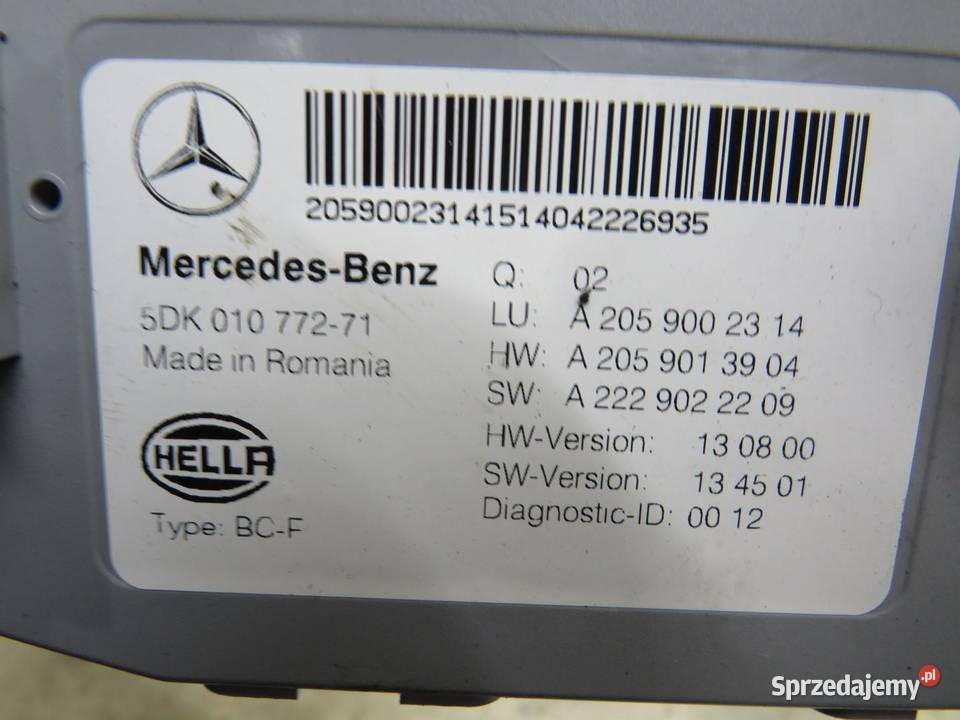 20590023141514042226935
Mercedes-Benz
5DK 010 772-71
Made in Romania
HELLA
Type: BC-F
Q: 02
LU: A 205 900 23 14
HW: A 205 901 39 04
SW: A 222 902 22 09
HW-Version: 13 08 00
SW-Version: 13 45 01
Diagnostic-ID: 00 12
Sprzedajemy.pl